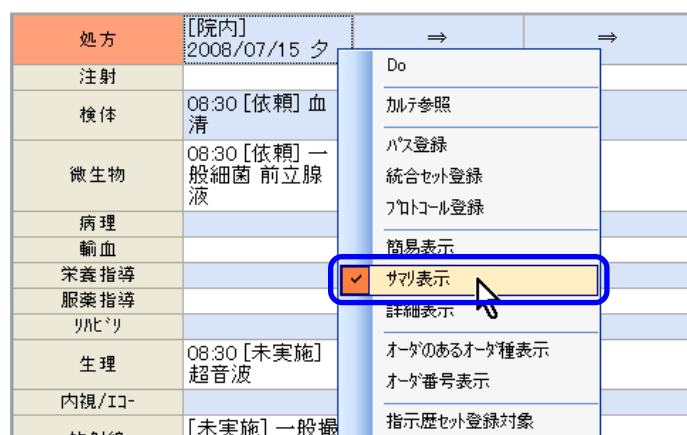 処方
[院内]
2008/07/15 夕
⇒
⇒
注射
検体
08:30 [依頼] 血
清
微生物
08:30 [依頼] 一
般細菌 前立腺
液
病理
輸血
栄養指導
服薬指導
ﾘﾊﾋﾞﾘ
生理
08:30 [未実施]
超音波
内視/ｴｺｰ
[未実施] 一般撮
Do
ｶﾙﾃ参照
ﾊﾟｽ登録
統合ｾｯﾄ登録
ﾌﾟﾛﾄｺｰﾙ登録
簡易表示
ｻﾏﾘ表示
詳細表示
ｵｰﾀﾞのあるｵｰﾀﾞ種表示
ｵｰﾀﾞ番号表示
指示歴ｾｯﾄ登録対象